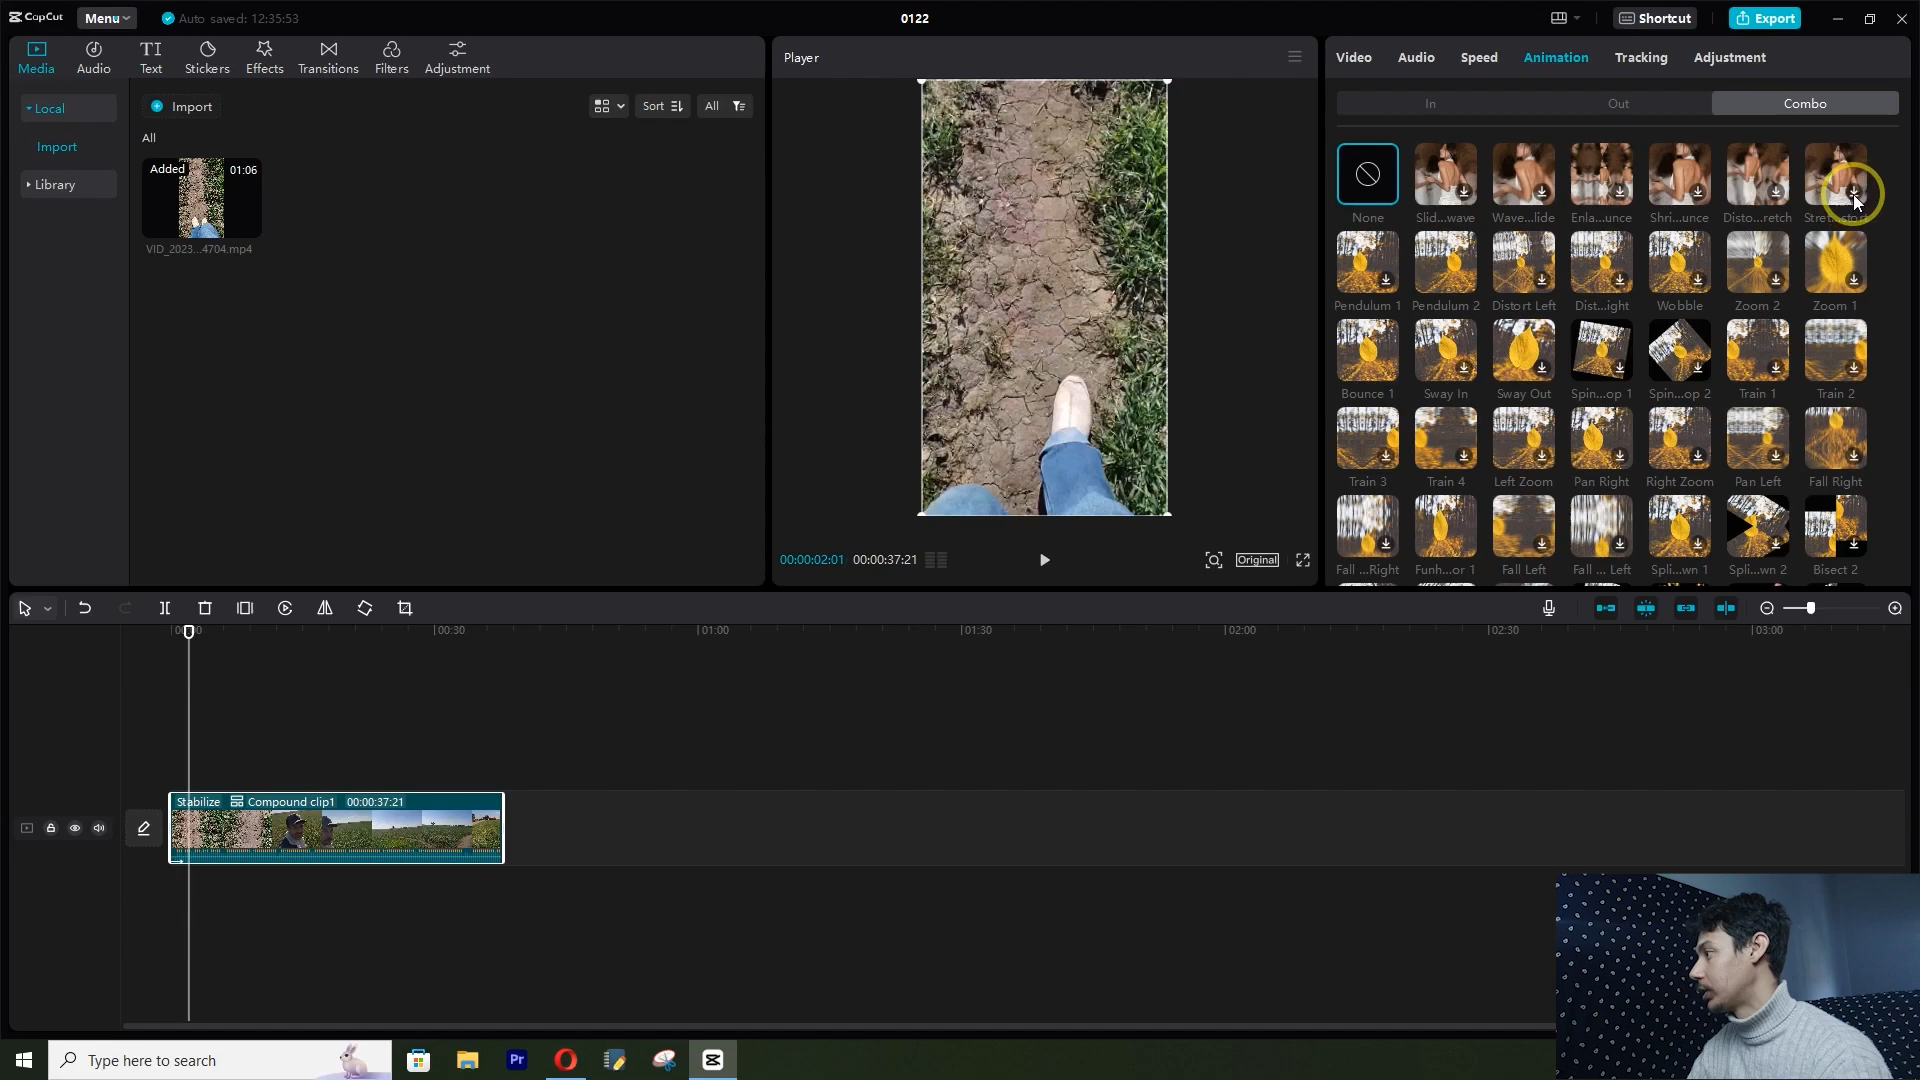 CapCut
Menu
Auto saved: 12:35:53
0122
Shortcut
Export
Media
Audio
Text
Stickers
Effects
Transitions
Filters
Adjustment
Local
Import
Library
Import
Sort
All
All
Added
01:06
VID_2023...4704.mp4
Player
00:00:02:01
00:00:37:21
Original
Video
Audio
Speed
Animation
Tracking
Adjustment
In
Out
Combo
None
Slid...wave
Wave...lide
Enla...unce
Shri...unce
Disto...retch
Stret...stort
Pendulum 1
Pendulum 2
Distort Left
Dist...ight
Wobble
Zoom 2
Zoom 1
Bounce 1
Sway In
Sway Out
Spin...op 1
Spin...op 2
Train 1
Train 2
Train 3
Train 4
Left Zoom
Pan Right
Right Zoom
Pan Left
Fall Right
Fall ...Right
Funh...or 1
Fall Left
Fall ... Left
Spli...wn 1
Spli...wn 2
Bisect 2
00:30
01:00
01:30
02:00
02:30
03:00
Stabilize
Compound clip1
00:00:37:21
Type here to search
Pr